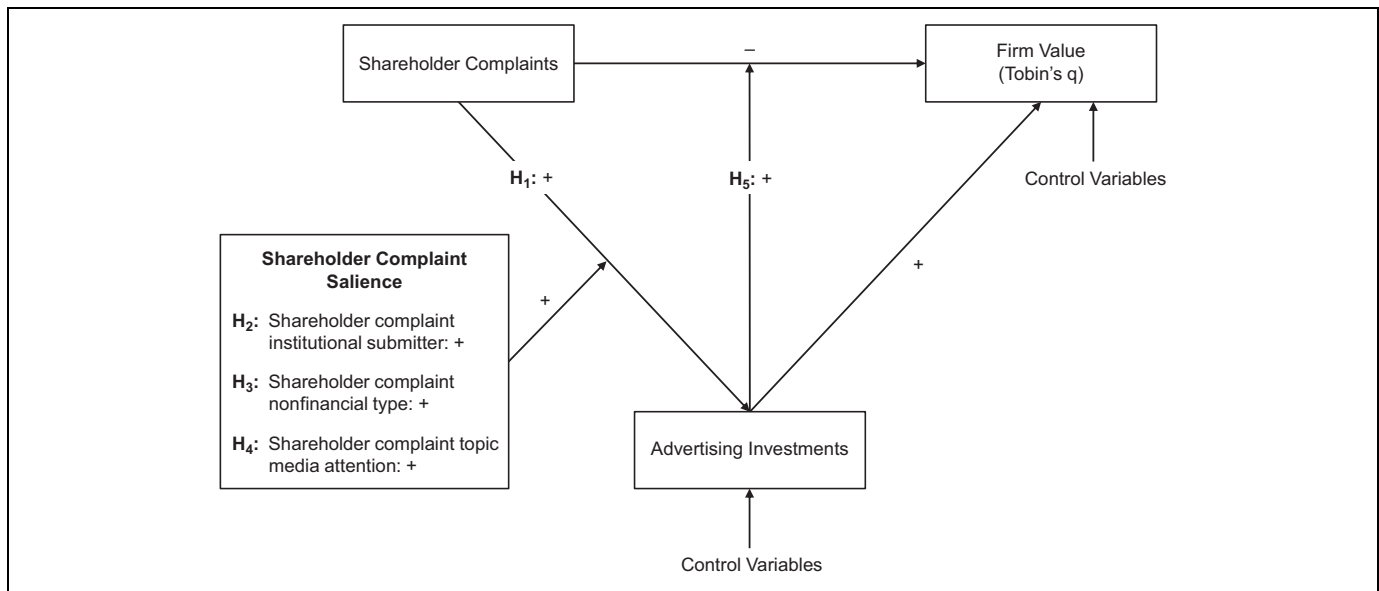 Shareholder Complaints
–
Firm Value
(Tobin's q)
H1: +
H5: +
Control Variables
Shareholder Complaint
Salience
+
+
H2: Shareholder complaint
institutional submitter: +
H3: Shareholder complaint
nonfinancial type: +
H4: Shareholder complaint topic
media attention: +
Advertising Investments
Control Variables